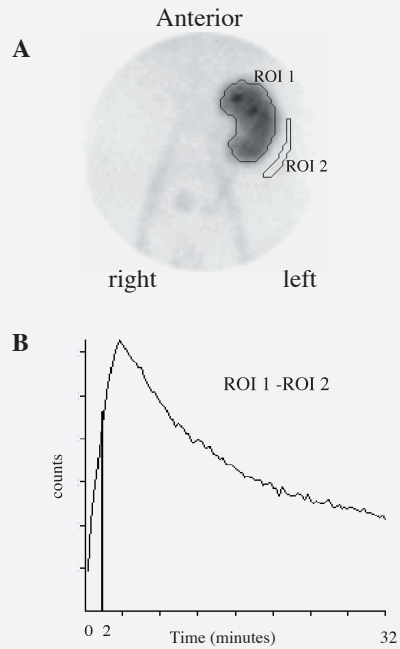 Anterior
A
ROI 1
ROI 2
right
left
B
ROI 1 -ROI 2
counts
0 2
Time (minutes)
32